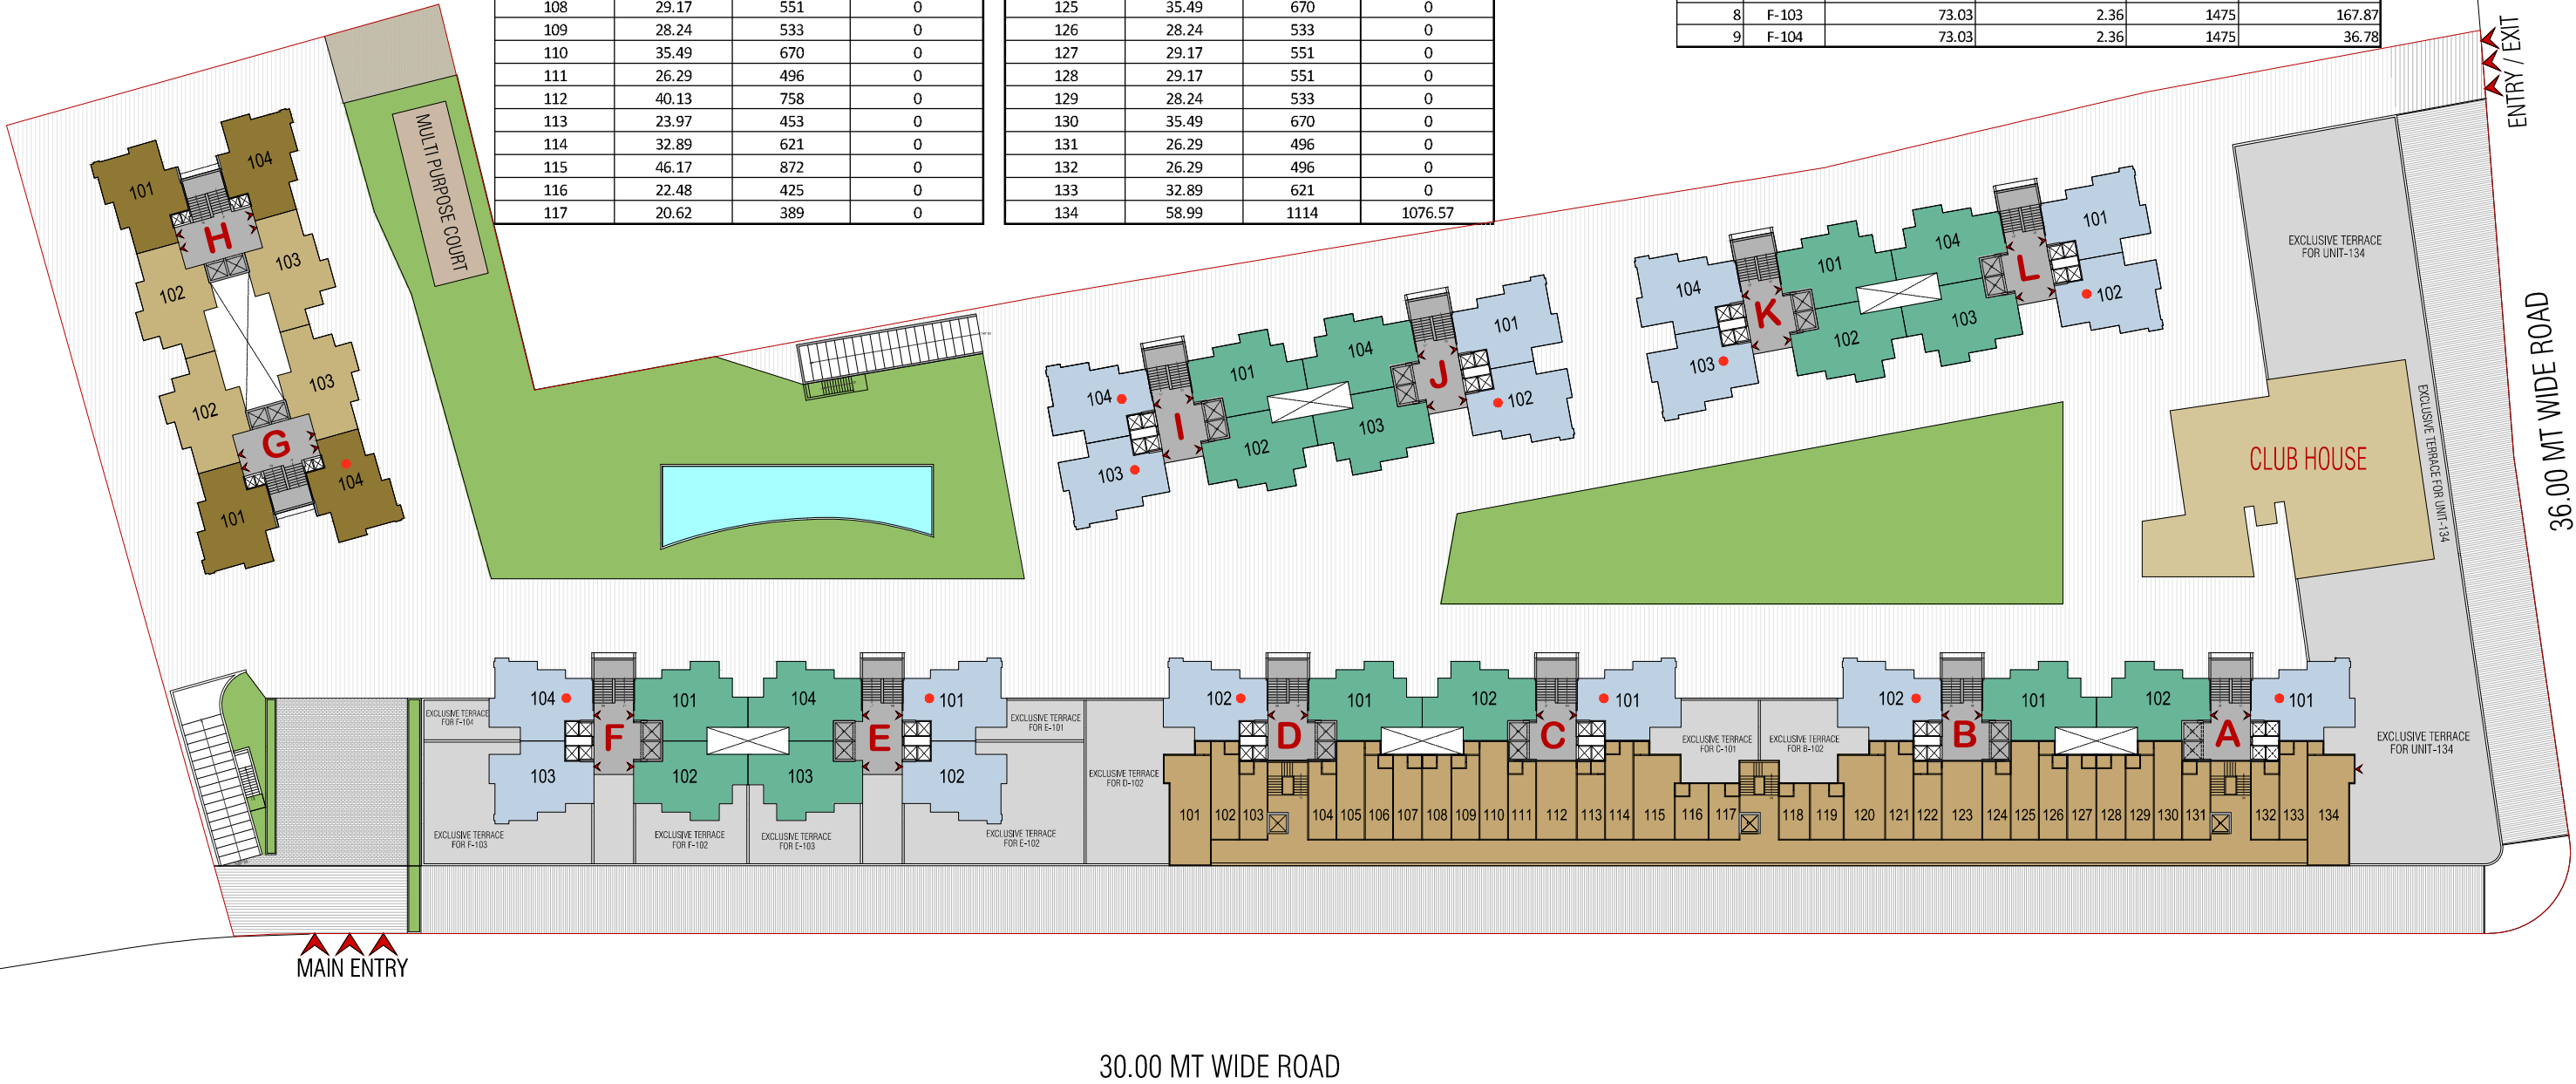 108 29.17 551 0
109 28.24 533 0
110 35.49 670 0
111 26.29 496 0
112 40.13 758 0
113 23.97 453 0
114 32.89 621 0
115 46.17 872 0
116 22.48 425 0
117 20.62 389 0
125 35.49 670 0
126 28.24 533 0
127 29.17 551 0
128 29.17 551 0
129 28.24 533 0
130 35.49 670 0
131 26.29 496 0
132 26.29 496 0
133 32.89 621 0
134 58.99 1114 1076.57
8 F-103 73.03 2.36 1475 167.87
9 F-104 73.03 2.36 1475 36.78
ENTRY / EXIT
36.00 MT WIDE ROAD
MULTI PURPOSE COURT
101 104
H
102 103
102 103
G
101 104
104 101 104 101
I J
103 102 103 102
104 101 104 101
K L
103 102 103 102
EXCLUSIVE TERRACE
FOR UNIT-134
CLUB HOUSE
EXCLUSIVE TERRACE FOR UNIT-134
EXCLUSIVE TERRACE
FOR UNIT-134
EXCLUSIVE TERRACE
FOR F-104
104 101 104 101
F E
103 102 103 102
EXCLUSIVE TERRACE
FOR E-101
EXCLUSIVE TERRACE
FOR F-103
EXCLUSIVE TERRACE
FOR F-102
EXCLUSIVE TERRACE
FOR E-103
EXCLUSIVE TERRACE
FOR E-102
EXCLUSIVE TERRACE
FOR D-102
102 101 102 101
D C
EXCLUSIVE TERRACE
FOR C-101
EXCLUSIVE TERRACE
FOR B-102
102 101 102 101
B A
101 102 103 104 105 106 107 108 109 110 111 112 113 114 115 116 117 118 119 120 121 122 123 124 125 126 127 128 129 130 131 132 133 134
MAIN ENTRY
30.00 MT WIDE ROAD